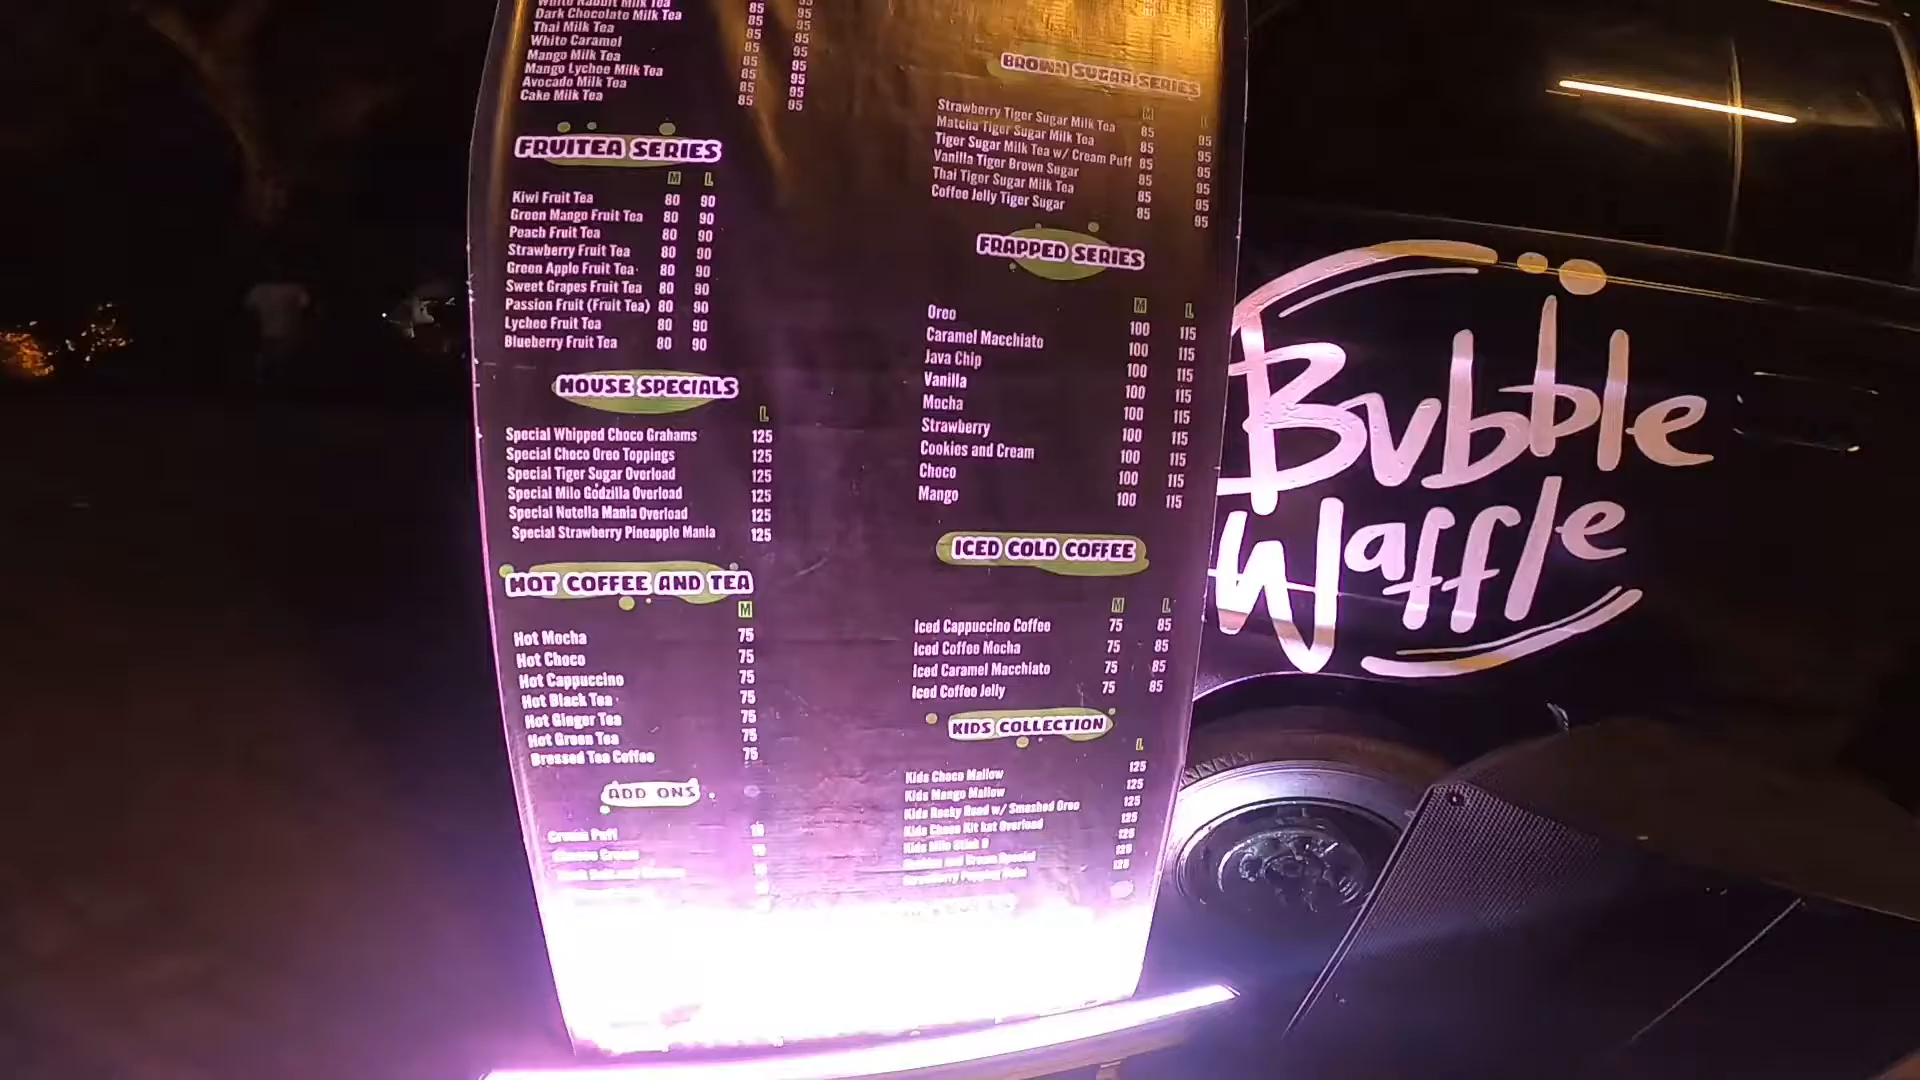 White Rabbit Milk Tea 85 95
Dark Chocolate Milk Tea 85 95
Thai Milk Tea 85 95
White Caramel 85 95
Mango Milk Tea 85 95
Mango Lychee Milk Tea 85 95
Avocado Milk Tea 85 95
Cake Milk Tea 85 95
FRUITEA SERIES
M L
Kiwi Fruit Tea 80 90
Green Mango Fruit Tea 80 90
Peach Fruit Tea 80 90
Strawberry Fruit Tea 80 90
Green Apple Fruit Tea 80 90
Sweet Grapes Fruit Tea 80 90
Passion Fruit (Fruit Tea) 80 90
Lychee Fruit Tea 80 90
Blueberry Fruit Tea 80 90
HOUSE SPECIALS
L
Special Whipped Choco Grahams 125
Special Choco Oreo Toppings 125
Special Tiger Sugar Overload 125
Special Milo Godzilla Overload 125
Special Nutella Mania Overload 125
Special Strawberry Pineapple Mania 125
HOT COFFEE AND TEA
M
Hot Mocha 75
Hot Choco 75
Hot Cappuccino 75
Hot Black Tea 75
Hot Ginger Tea 75
Hot Green Tea 75
Bressed Tea Coffee 75
ADD ONS
Cream Puff
BROWN SUGAR SERIES
M L
Strawberry Tiger Sugar Milk Tea 85 95
Matcha Tiger Sugar Milk Tea 85 95
Tiger Sugar Milk Tea w/ Cream Puff 85 95
Vanilla Tiger Brown Sugar 85 95
Thai Tiger Sugar Milk Tea 85 95
Coffee Jelly Tiger Sugar 85 95
FRAPPED SERIES
M L
Oreo 100 115
Caramel Macchiato 100 115
Java Chip 100 115
Vanilla 100 115
Mocha 100 115
Strawberry 100 115
Cookies and Cream 100 115
Choco 100 115
Mango 100 115
ICED COLD COFFEE
M L
Iced Cappuccino Coffee 75 85
Iced Coffee Mocha 75 85
Iced Caramel Macchiato 75 85
Iced Coffee Jelly 75 85
KIDS COLLECTION
L
Kids Choco Mallow 125
Kids Mango Mallow 125
Kids Rocky Road w/ Smashed Oreo 125
Kids Choco Kit kat Overload 125
Kids Milo Stick O 125
Cookies and Cream Special 125
Strawberry Popping
Bubble
Waffle